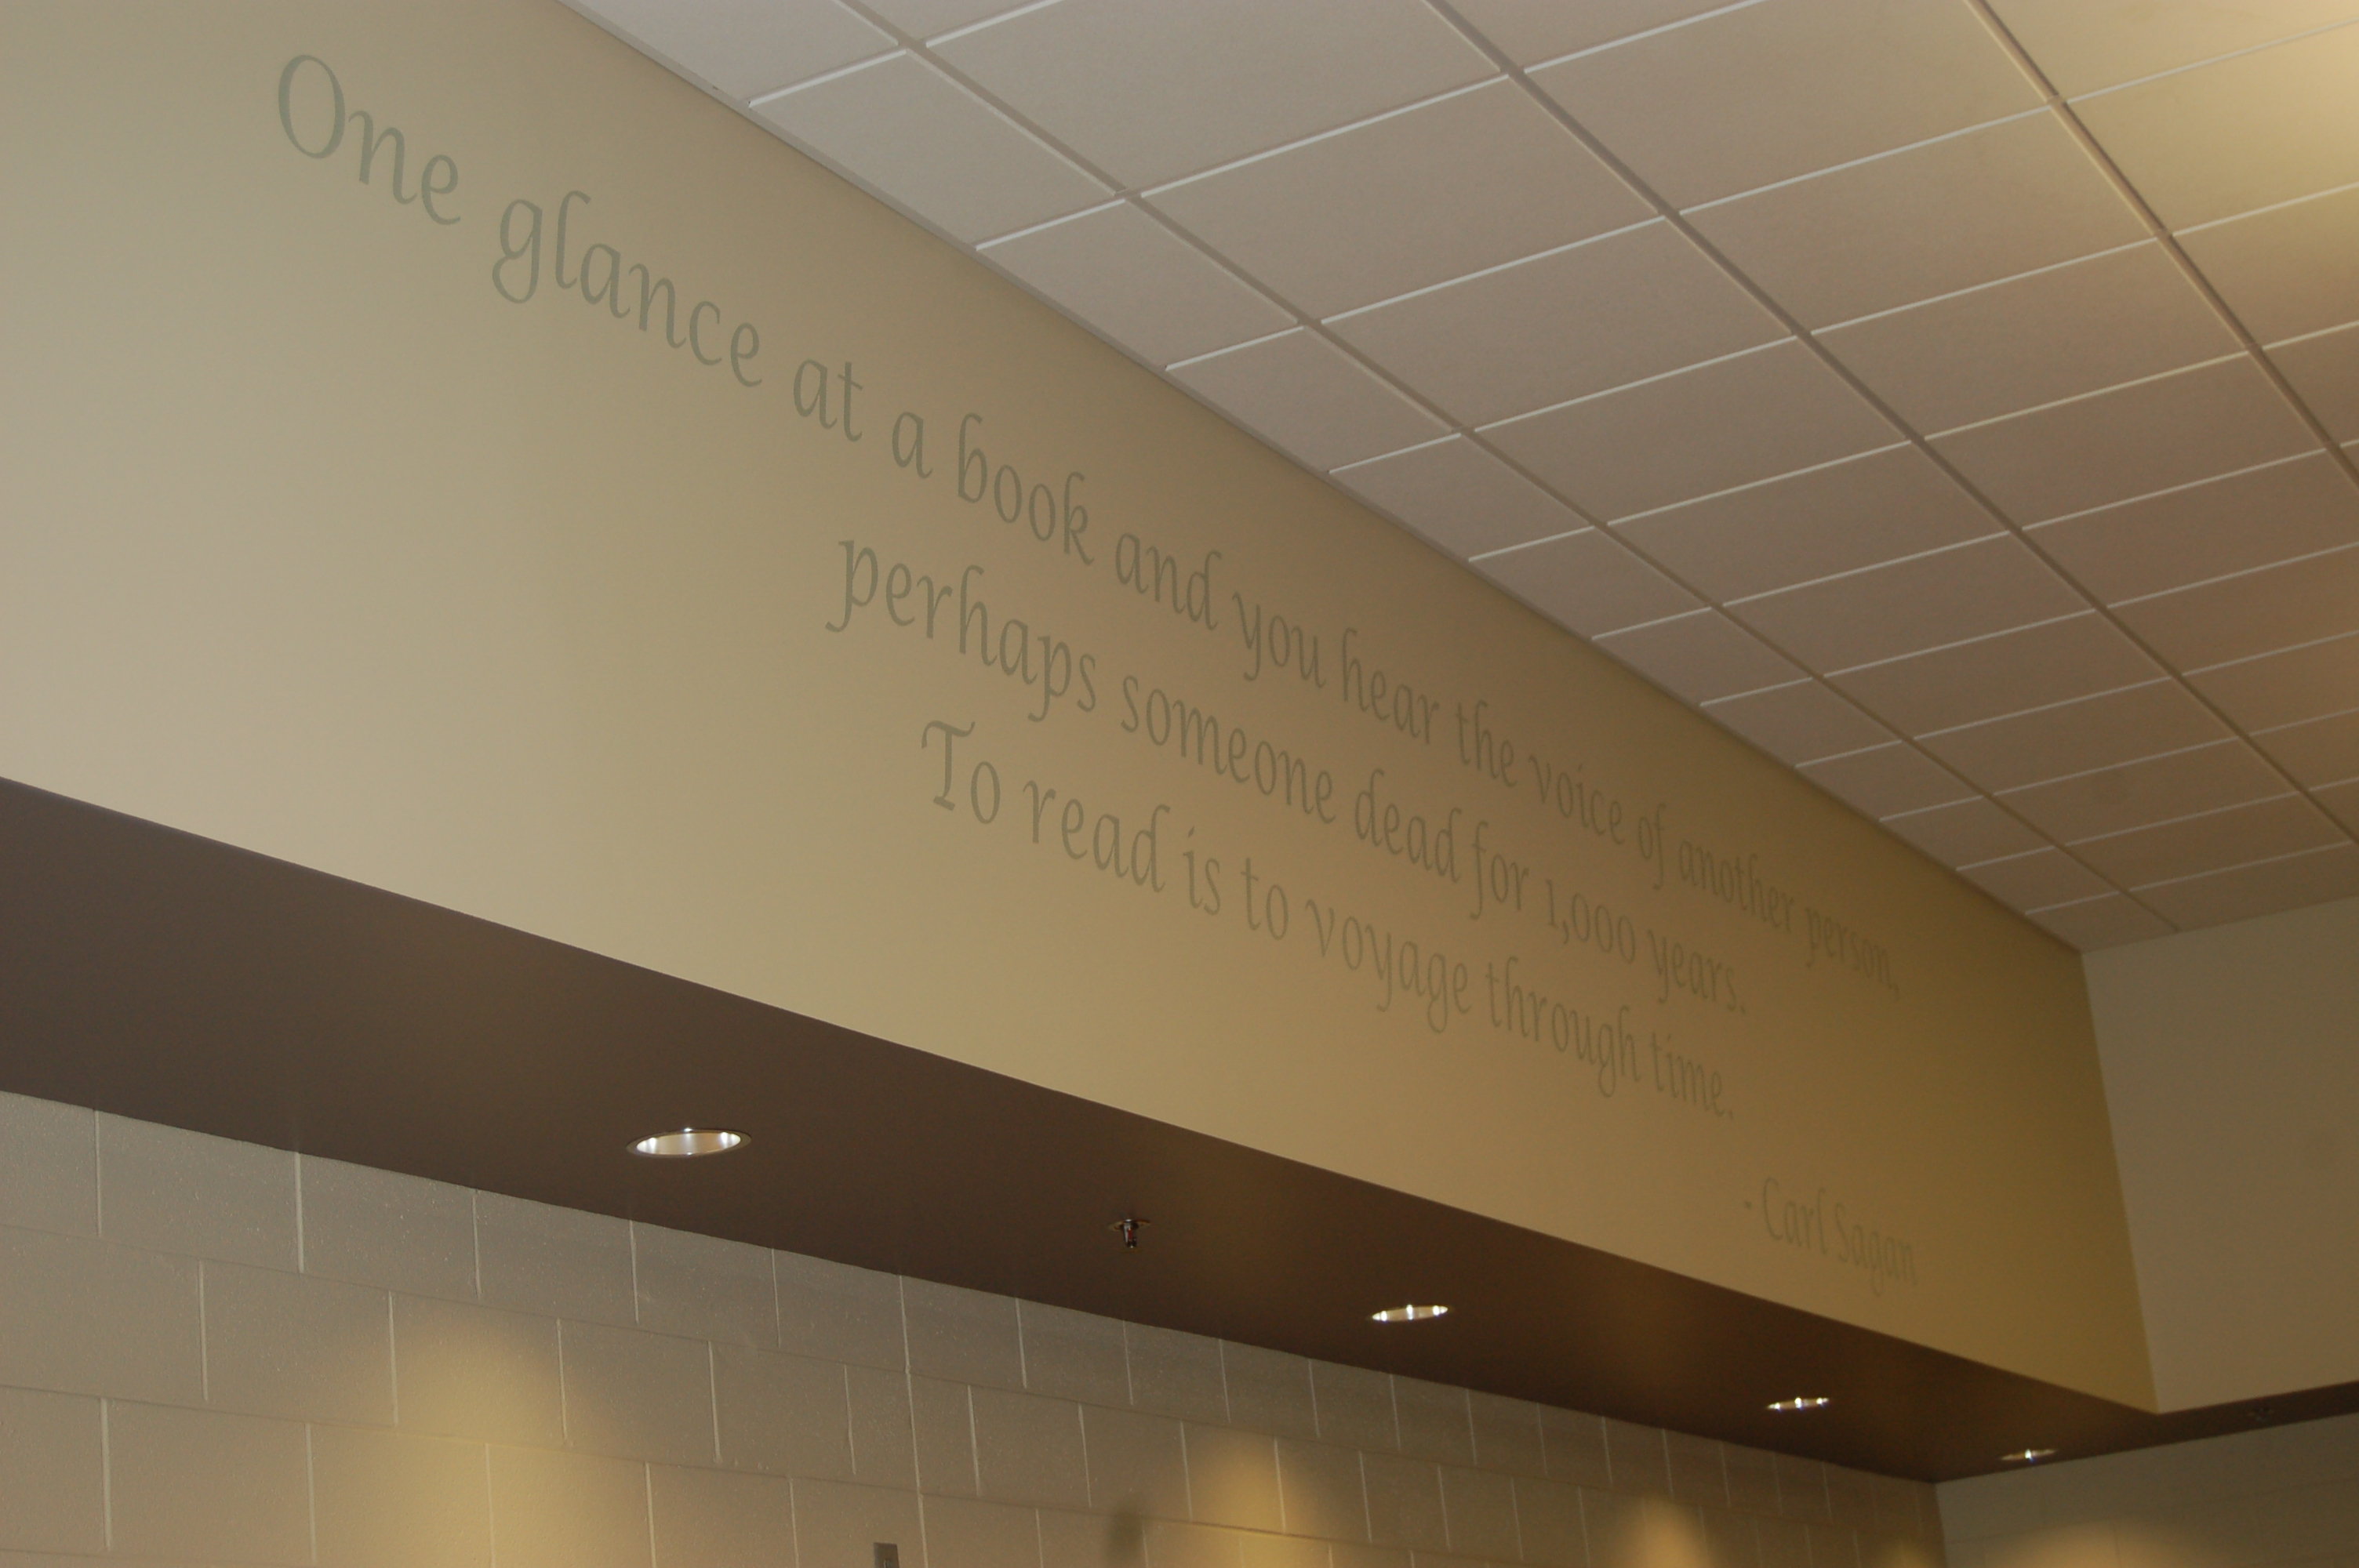 One glance at a book and you hear the voice of another person,
perhaps someone dead for 1,000 years.
To read is to voyage through time.
- Carl Sagan